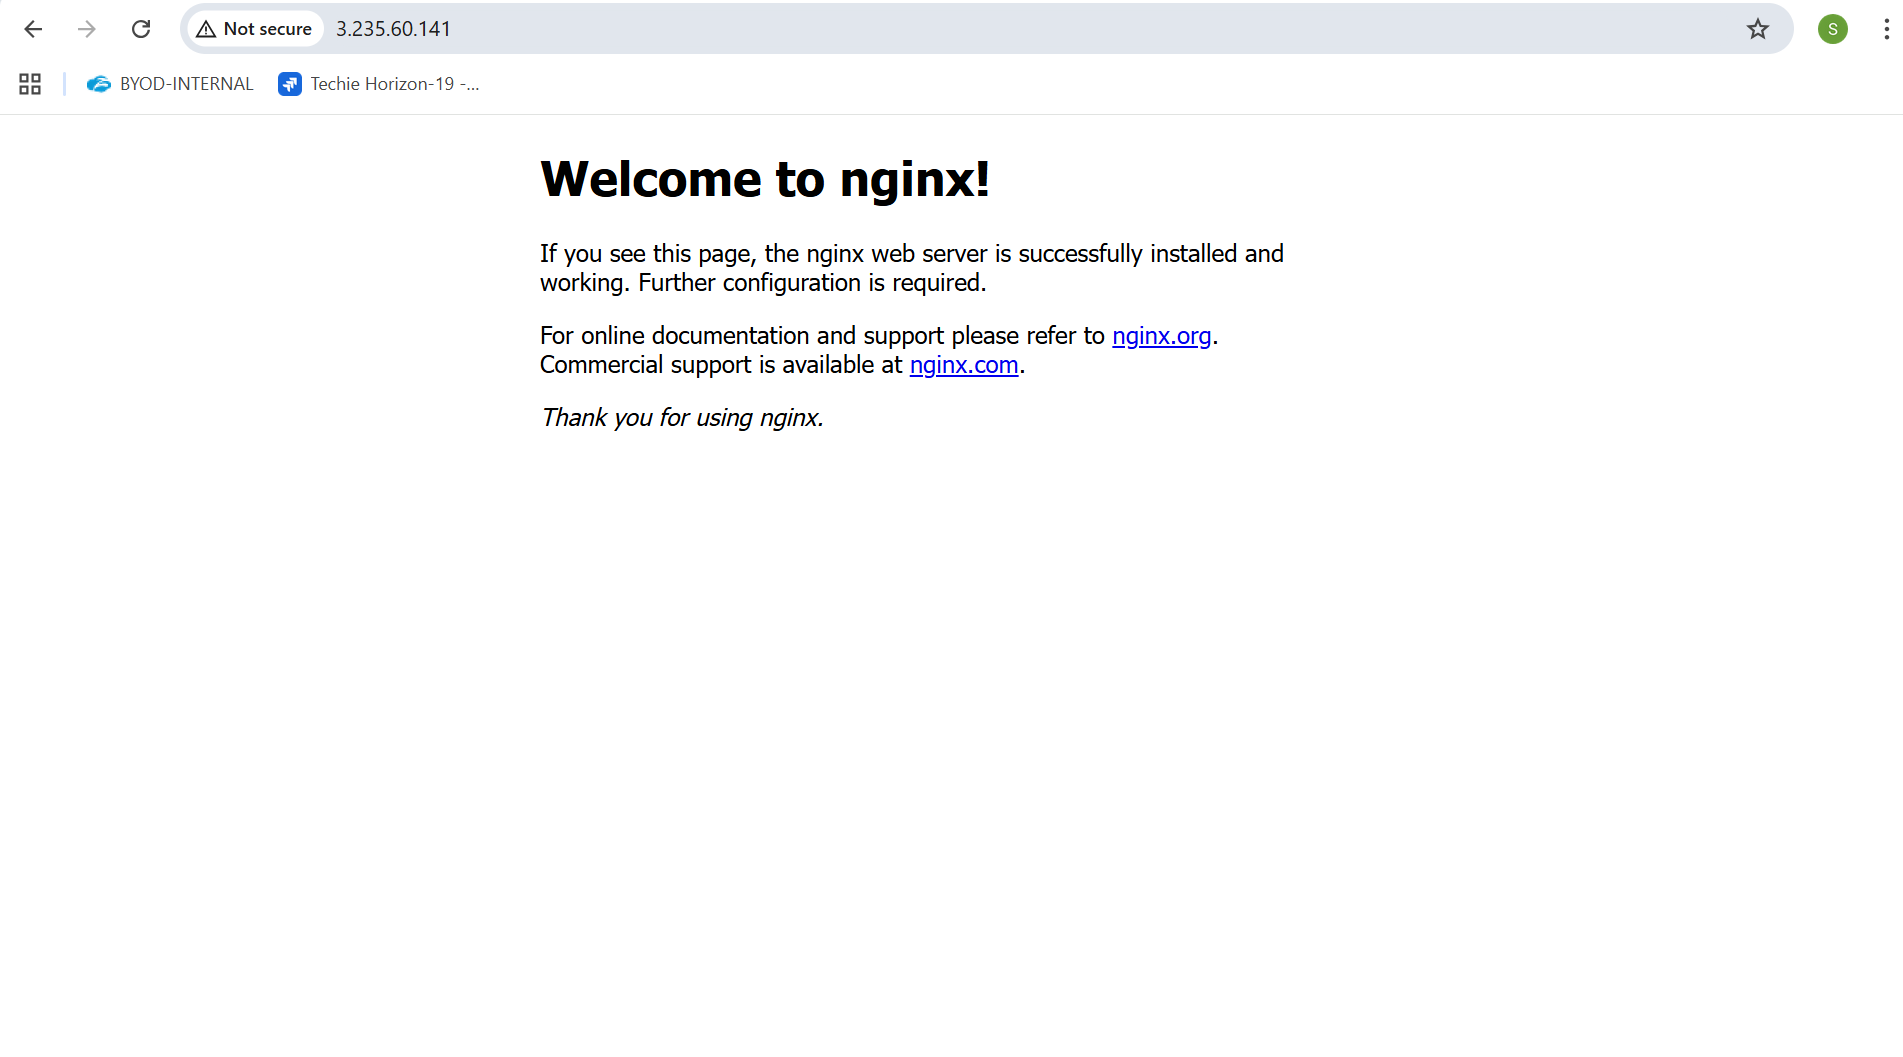 Not secure 3.235.60.141 S
BYOD-INTERNAL Techie Horizon-19 -...
Welcome to nginx!
If you see this page, the nginx web server is successfully installed and
working. Further configuration is required.
For online documentation and support please refer to nginx.org.
Commercial support is available at nginx.com.
Thank you for using nginx.